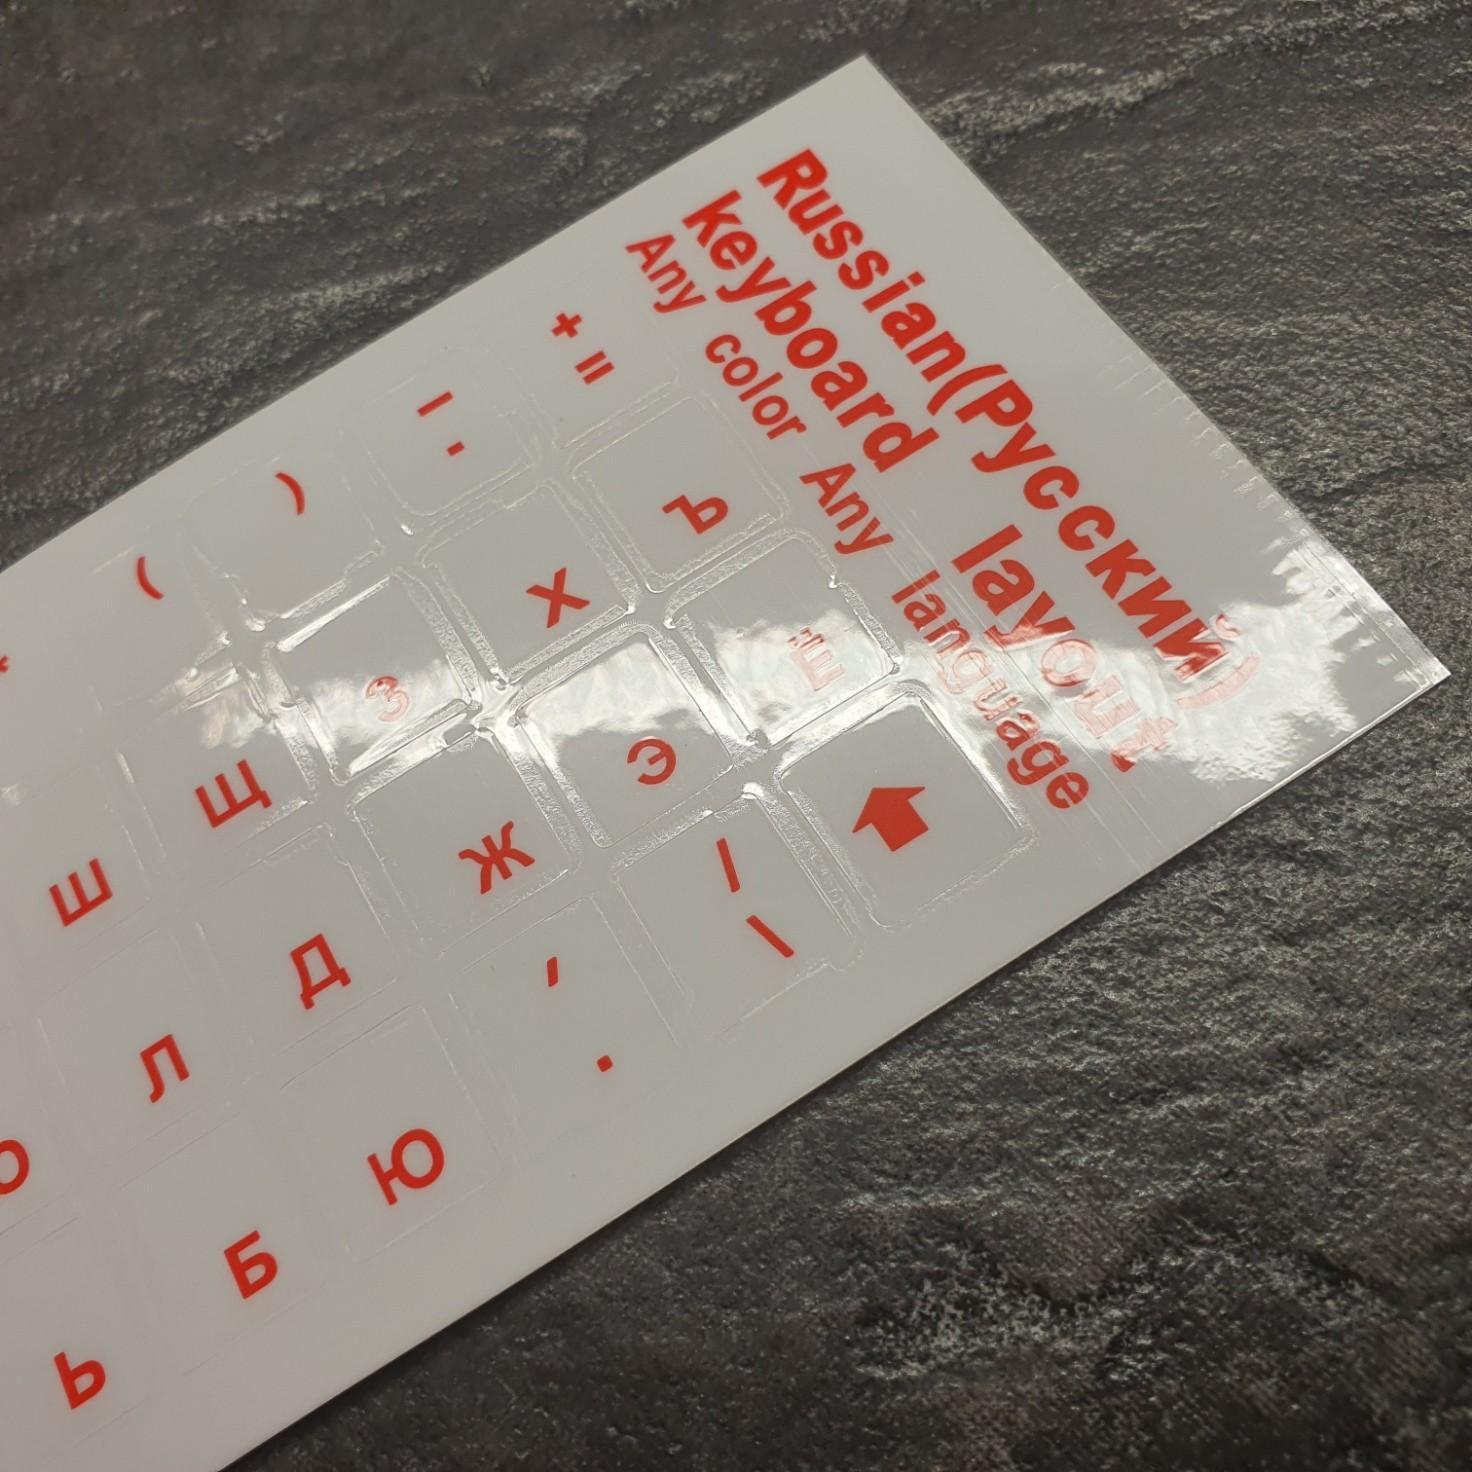 Russian(Русский)
keyboard layout
Any color Any language
* ( ) — - + =
Ш Щ З Х Ъ
О Л Д Ж Э Ё
Ь Б Ю , . / \